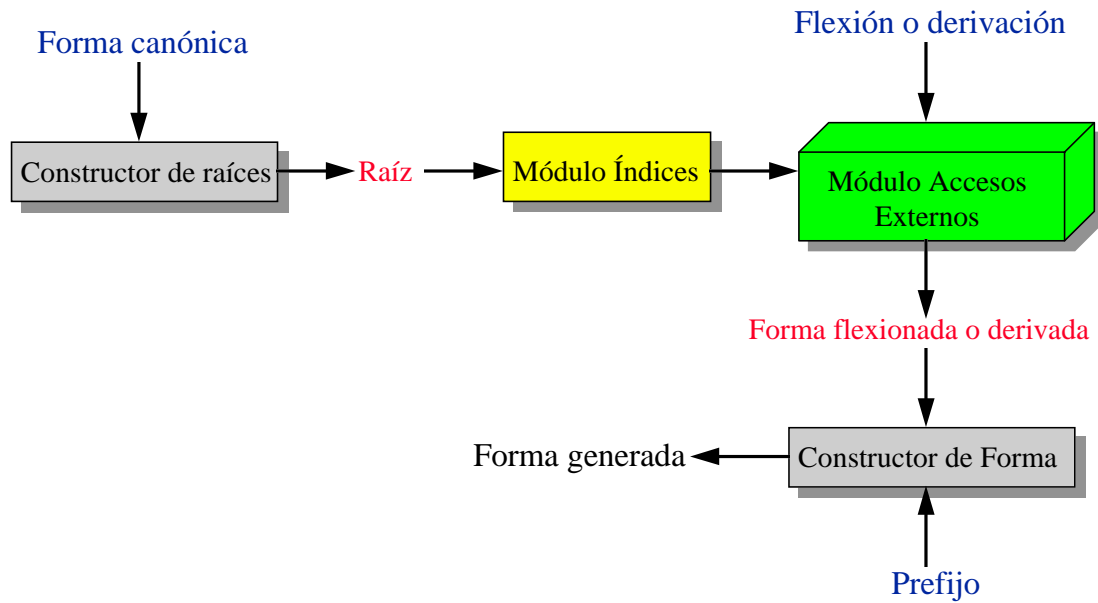 Forma canónica
Flexión o derivación
Constructor de raíces
Raíz
Módulo Índices
Módulo Accesos
Externos
Forma flexionada o derivada
Forma generada
Constructor de Forma
Prefijo